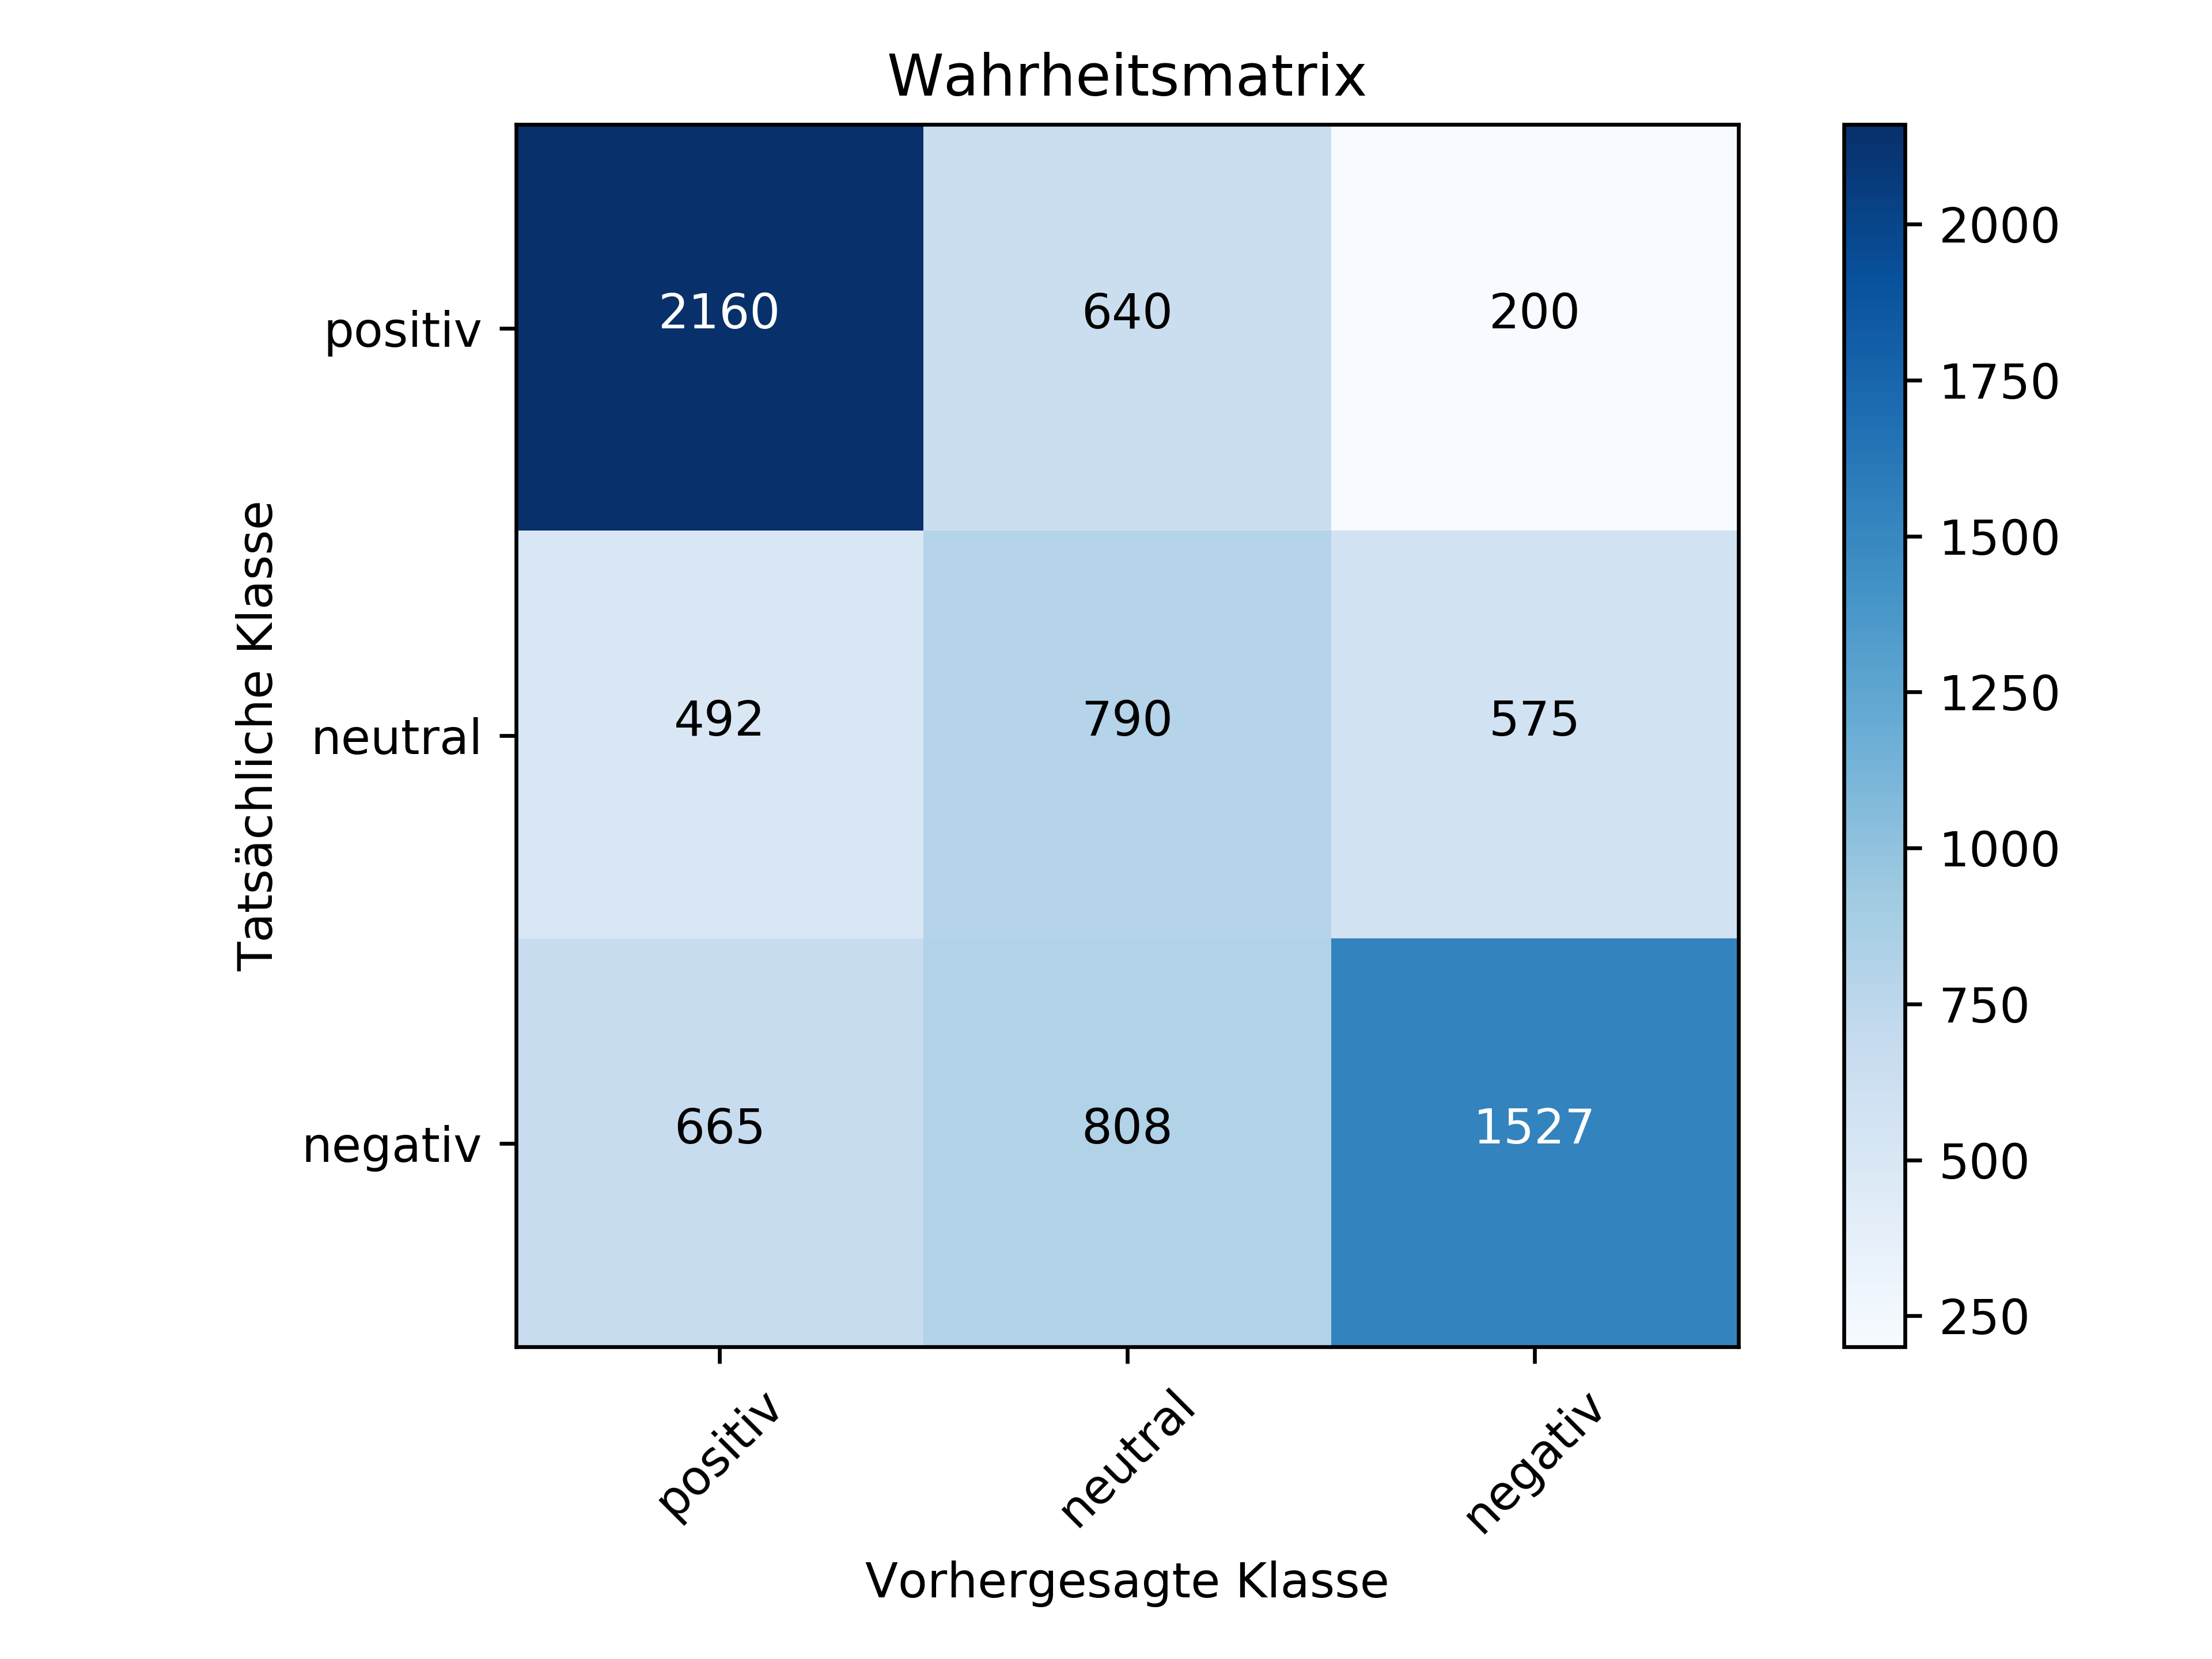 Wahrheitsmatrix
Tatsächliche Klasse
positiv
2160 640 200
neutral
492 790 575
negativ
665 808 1527
positiv neutral negativ
Vorhergesagte Klasse
2000
1750
1500
1250
1000
750
500
250